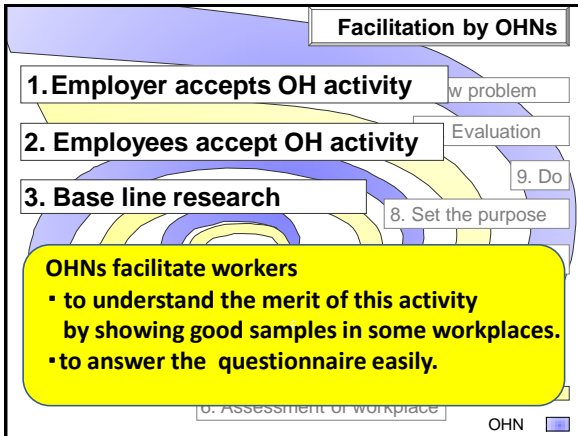 Facilitation by OHNs
1. Employer accepts OH activity
w problem
2. Employees accept OH activity
Evaluation
9. Do
3. Base line research
8. Set the purpose
OHNs facilitate workers
・to understand the merit of this activity
by showing good samples in some workplaces.
・to answer the questionnaire easily.
6. Assessment of workplace
OHN